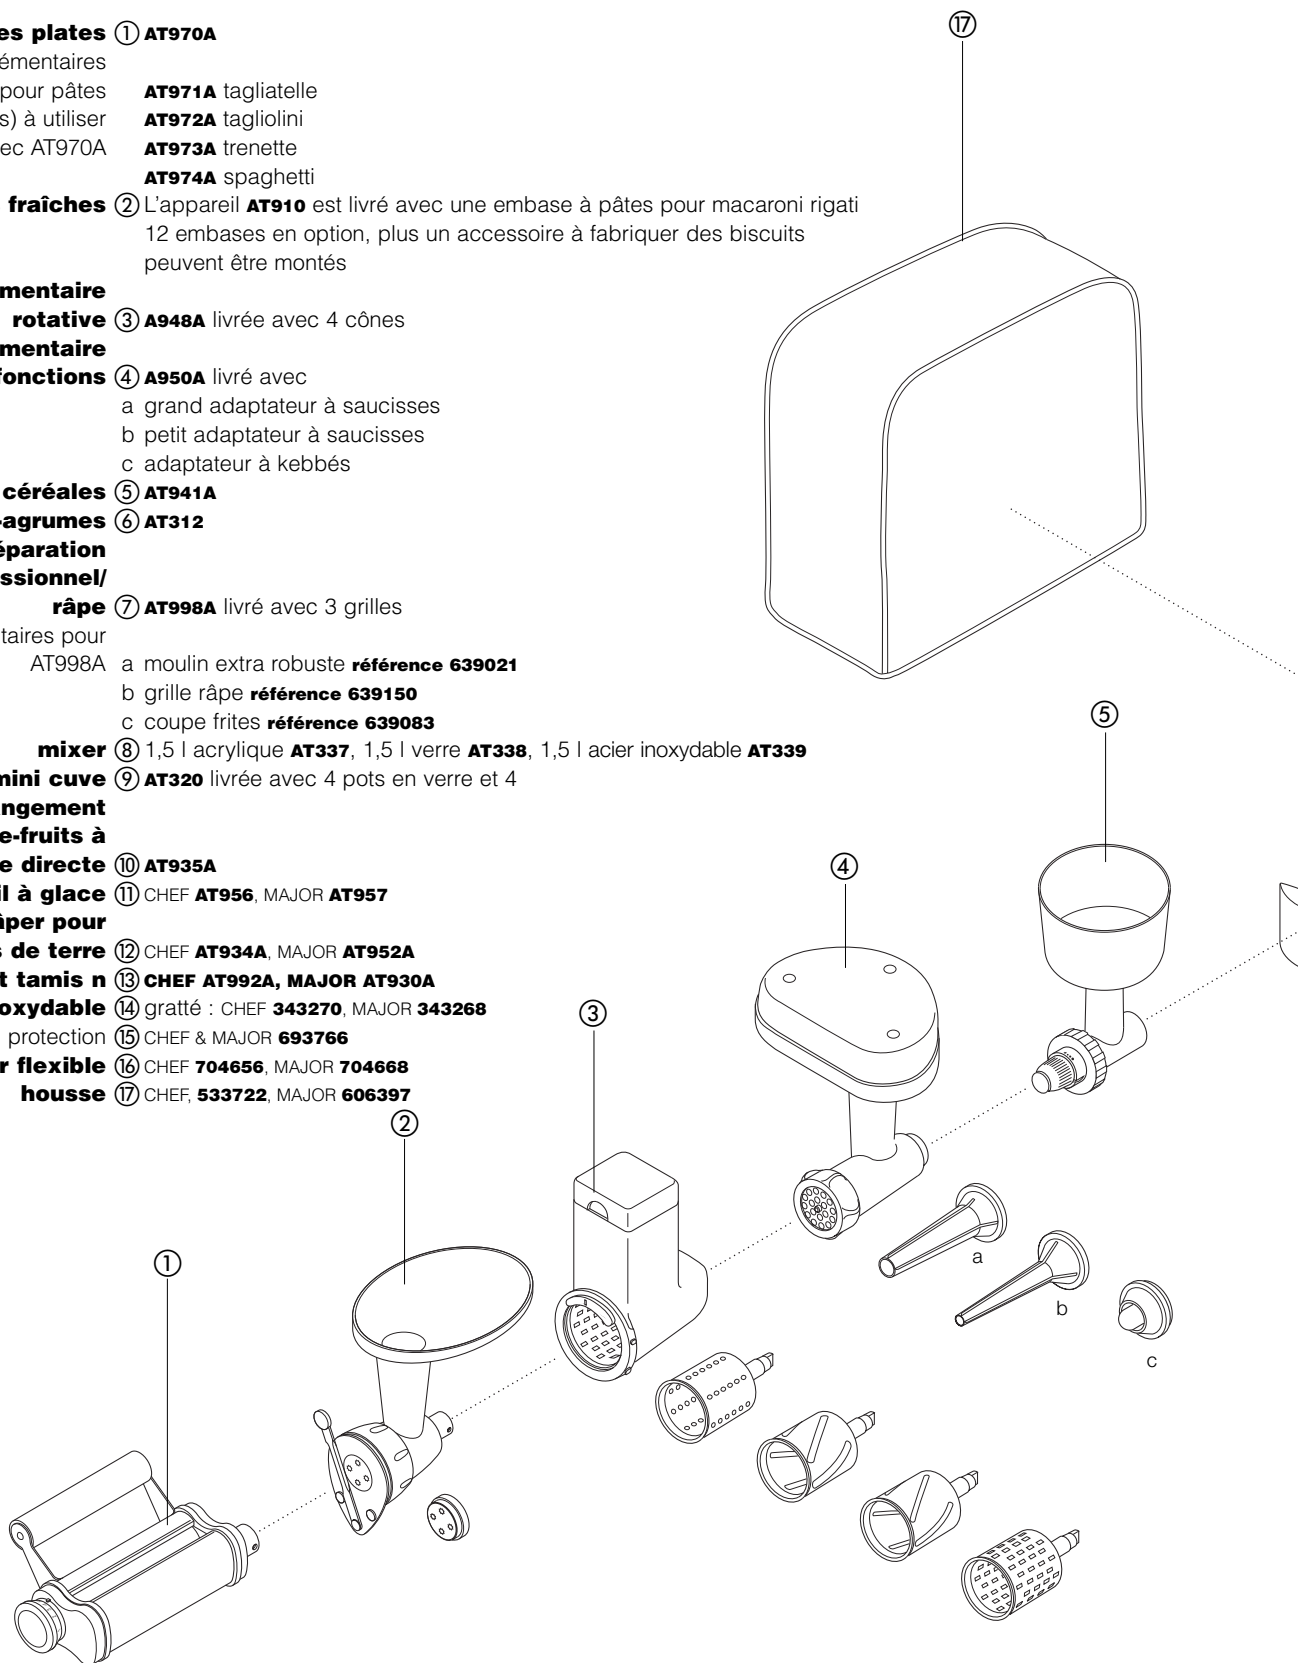 es plates ① AT970A
émentaires
pour pâtes AT971A tagliatelle
s) à utiliser AT972A tagliolini
ec AT970A AT973A trenette
AT974A spaghetti
fraîches ② L'appareil AT910 est livré avec une embase à pâtes pour macaroni rigati
12 embases en option, plus un accessoire à fabriquer des biscuits
peuvent être montés
mentaire
rotative ③ A948A livrée avec 4 cônes
mentaire
fonctions ④ A950A livré avec
a grand adaptateur à saucisses
b petit adaptateur à saucisses
c adaptateur à kebbés
céréales ⑤ AT941A
-agrumes ⑥ AT312
éparation
ssionnel/
râpe ⑦ AT998A livré avec 3 grilles
taires pour
AT998A a moulin extra robuste référence 639021
b grille râpe référence 639150
c coupe frites référence 639083
mixer ⑧ 1,5 l acrylique AT337, 1,5 l verre AT338, 1,5 l acier inoxydable AT339
mini cuve ⑨ AT320 livrée avec 4 pots en verre et 4
ngement
e-fruits à
e directe ⑩ AT935A
il à glace ⑪ CHEF AT956, MAJOR AT957
âper pour
s de terre ⑫ CHEF AT934A, MAJOR AT952A
t tamis n ⑬ CHEF AT992A, MAJOR AT930A
oxydable ⑭ gratté : CHEF 343270, MAJOR 343268
protection ⑮ CHEF & MAJOR 693766
r flexible ⑯ CHEF 704656, MAJOR 704668
housse ⑰ CHEF, 533722, MAJOR 606397
⑰
⑤
④
③
②
①
a
b
c